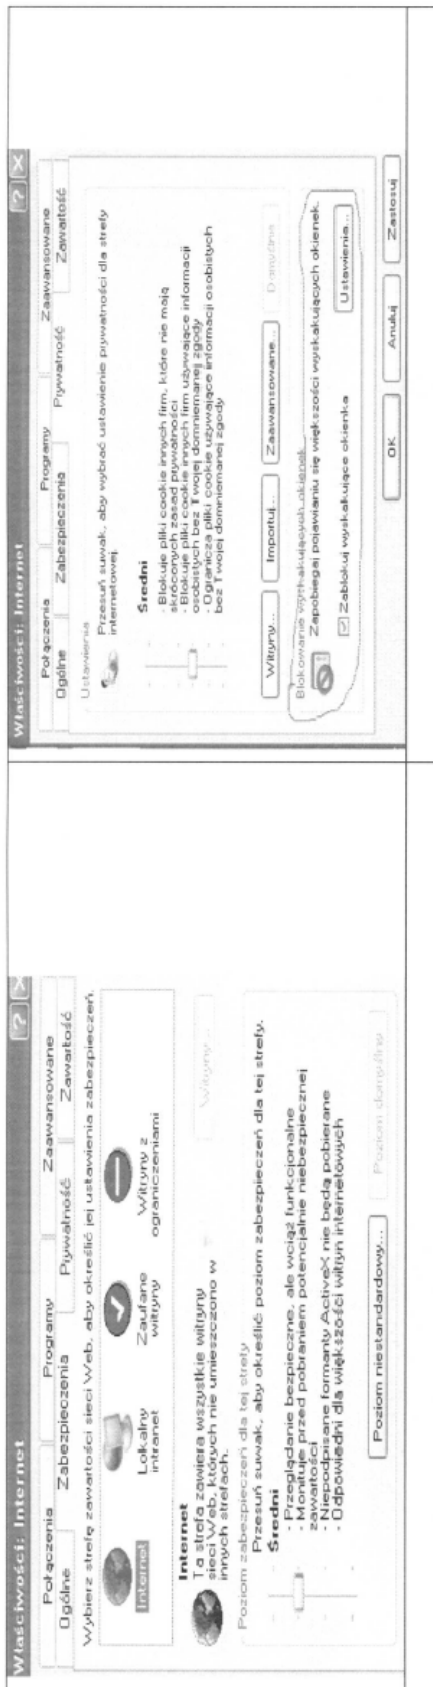 Właściwości: Internet
Połączenia Programy Zaawansowane
Ogólne Zabezpieczenia Prywatność Zawartość
Wybierz strefę zawartości sieci Web, aby określić jej ustawienia zabezpieczeń.
Internet
Lokalny
intranet
Zaufane
witryny
Witryny z
ograniczeniami
Internet
Ta strefa zawiera wszystkie witryny
sieci Web, których nie umieszczono w
innych strefach.
Witryny...
Poziom zabezpieczeń dla tej strefy
Przesuń suwak, aby określić poziom zabezpieczeń dla tej strefy.
Średni
- Przeglądanie bezpieczne, ale wciąż funkcjonalne
- Monituje przed pobraniem potencjalnie niebezpiecznej
zawartości
- Niepodpisane formanty ActiveX nie będą pobierane
- Odpowiedni dla większości witryn internetowych
Poziom niestandardowy... Poziom domyślny
Właściwości: Internet
Połączenia Programy Zaawansowane
Ogólne Zabezpieczenia Prywatność Zawartość
Ustawienia
Przesuń suwak, aby wybrać ustawienie prywatności dla strefy
internetowej.
Średni
- Blokuje pliki cookie innych firm, które nie mają
skróconych zasad prywatności
- Blokuje pliki cookie innych firm używające informacji
osobistych bez Twojej domniemanej zgody
- Ogranicza pliki cookie używające informacji osobistych
bez Twojej domniemanej zgody
Witryny... Importuj... Zaawansowane... Domyślna
Blokowanie wyskakujących okienek
Zapobiegaj pojawianiu się większości wyskakujących okienek.
Zablokuj wyskakujące okienka
Ustawienia...
OK Anuluj Zastosuj